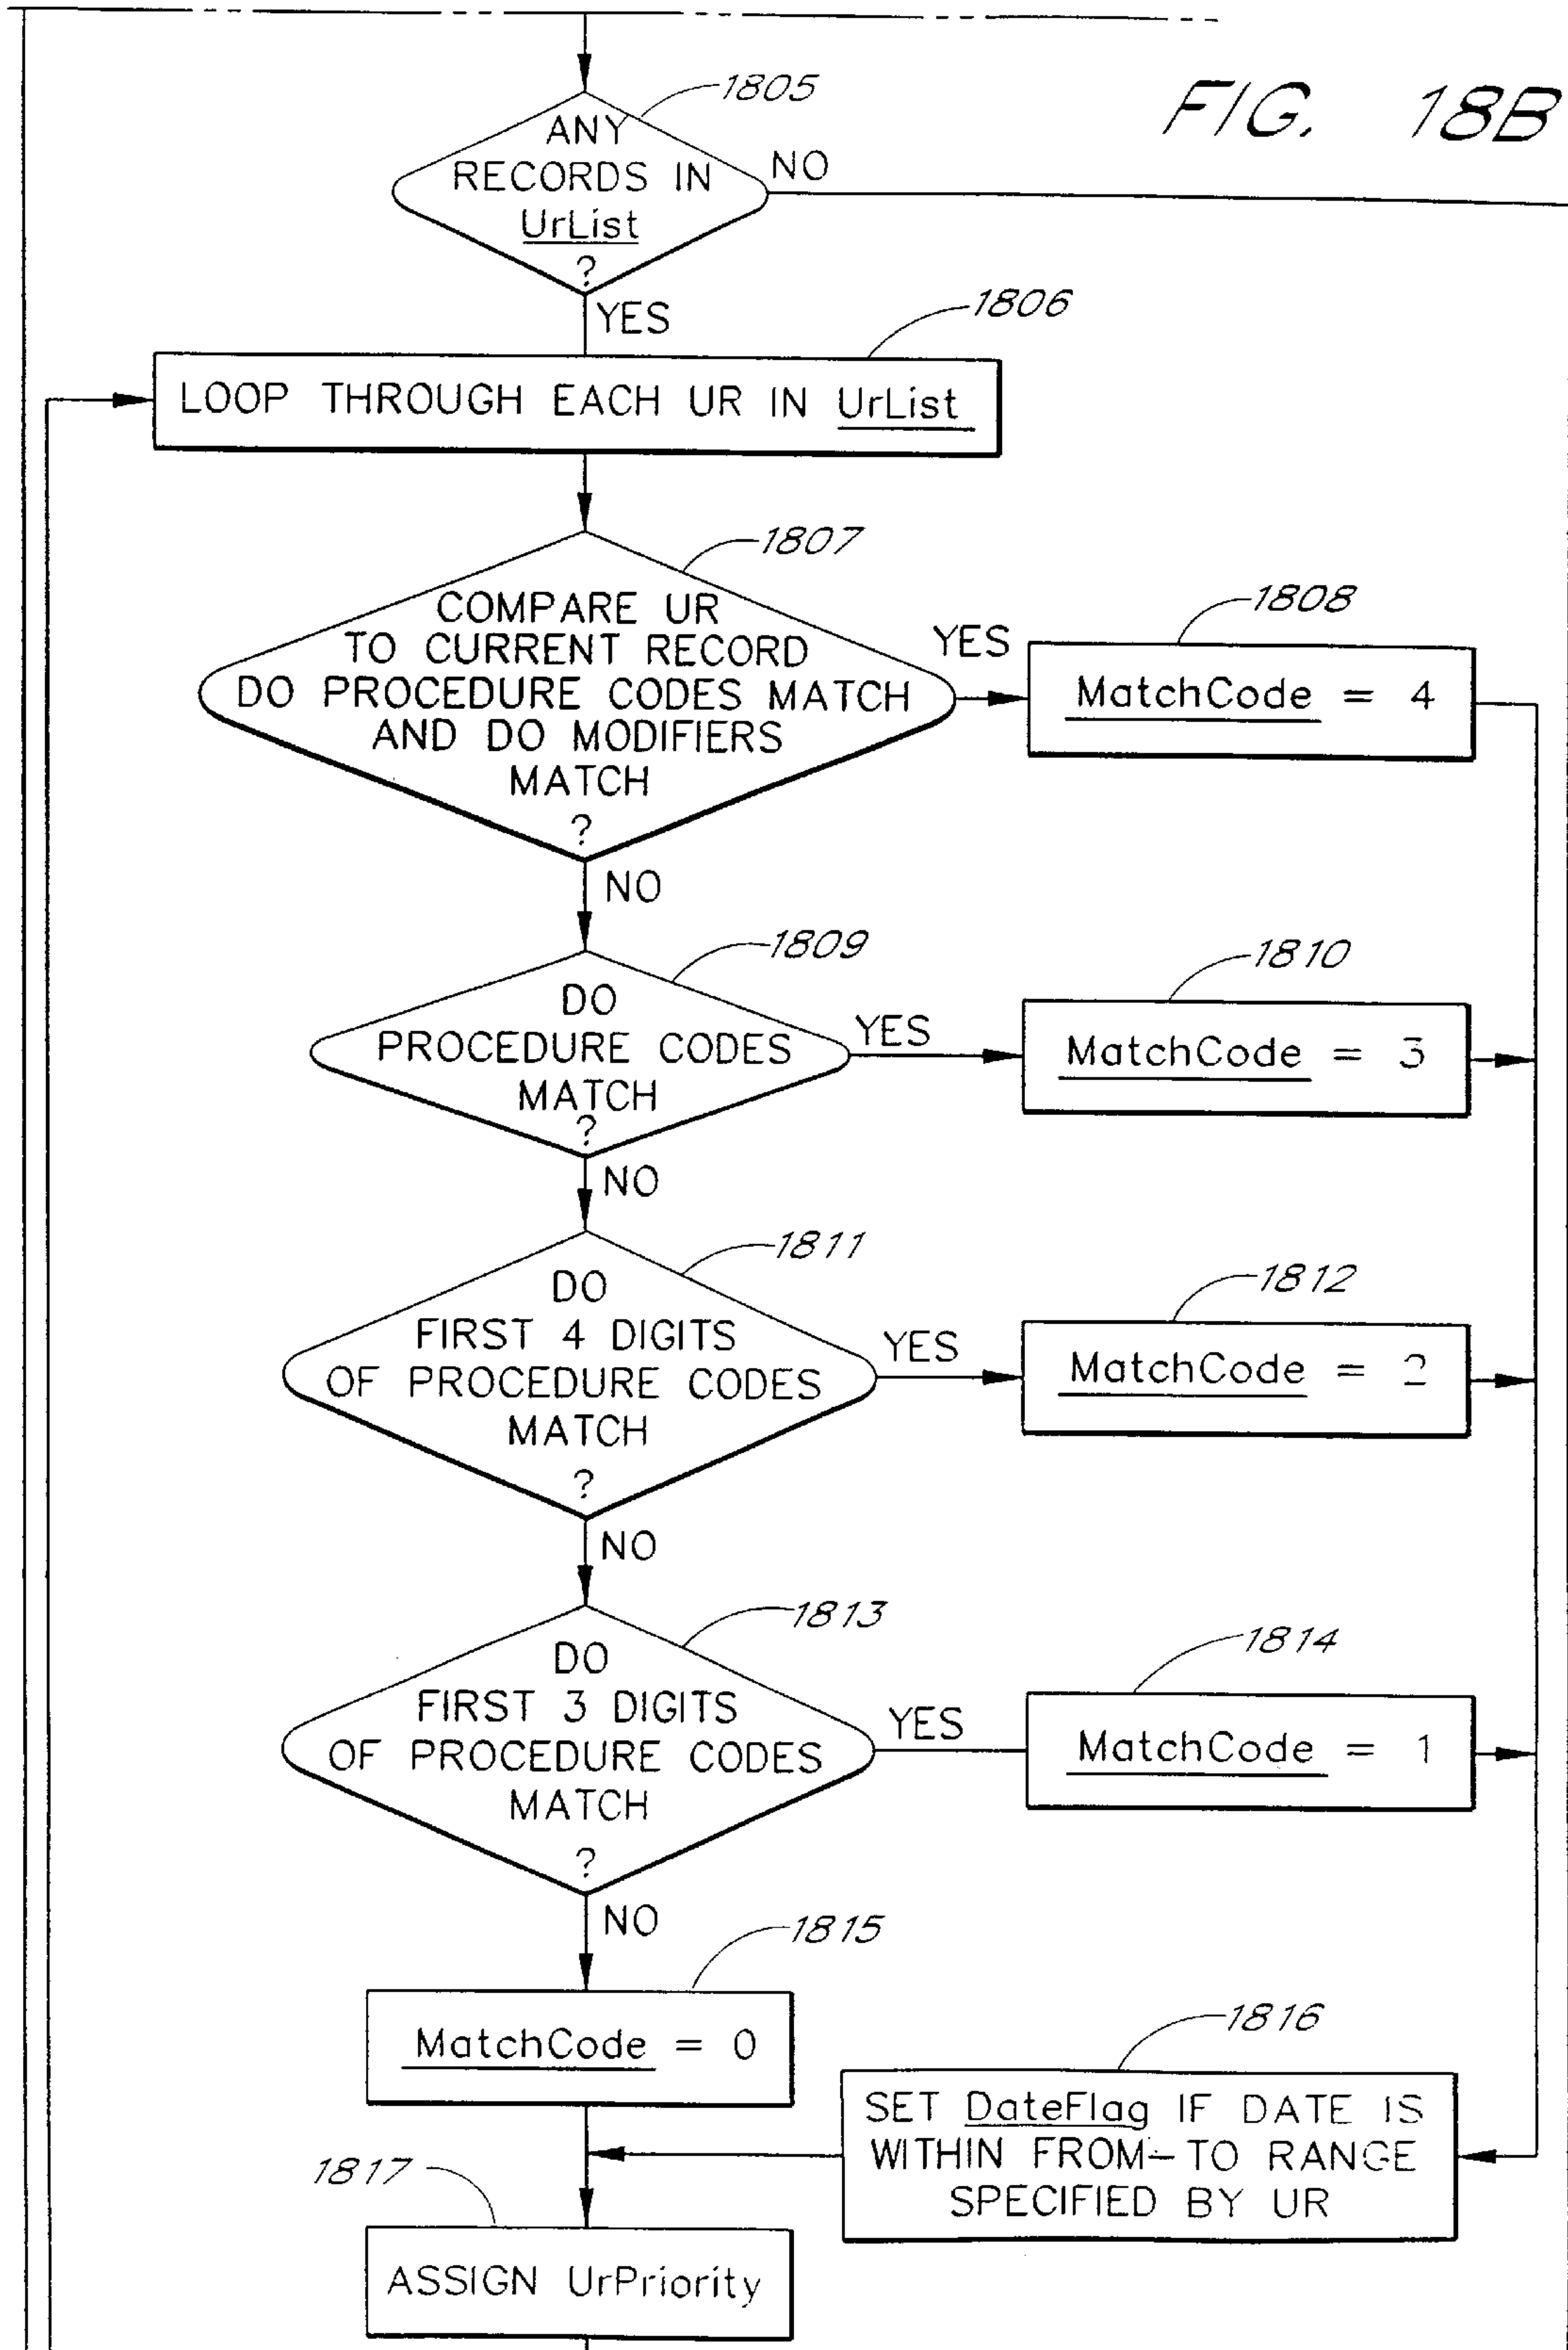 FIG. 18B
1805
ANY
RECORDS IN
UrList
?
NO
YES
1806
LOOP THROUGH EACH UR IN UrList
1807
COMPARE UR
TO CURRENT RECORD
DO PROCEDURE CODES MATCH
AND DO MODIFIERS
MATCH
?
YES
1808
MatchCode = 4
NO
1809
DO
PROCEDURE CODES
MATCH
?
YES
1810
MatchCode = 3
NO
1811
DO
FIRST 4 DIGITS
OF PROCEDURE CODES
MATCH
?
YES
1812
MatchCode = 2
NO
1813
DO
FIRST 3 DIGITS
OF PROCEDURE CODES
MATCH
?
YES
1814
MatchCode = 1
NO
1815
MatchCode = 0
1816
SET DateFlag IF DATE IS
WITHIN FROM–TO RANGE
SPECIFIED BY UR
1817
ASSIGN UrPriority